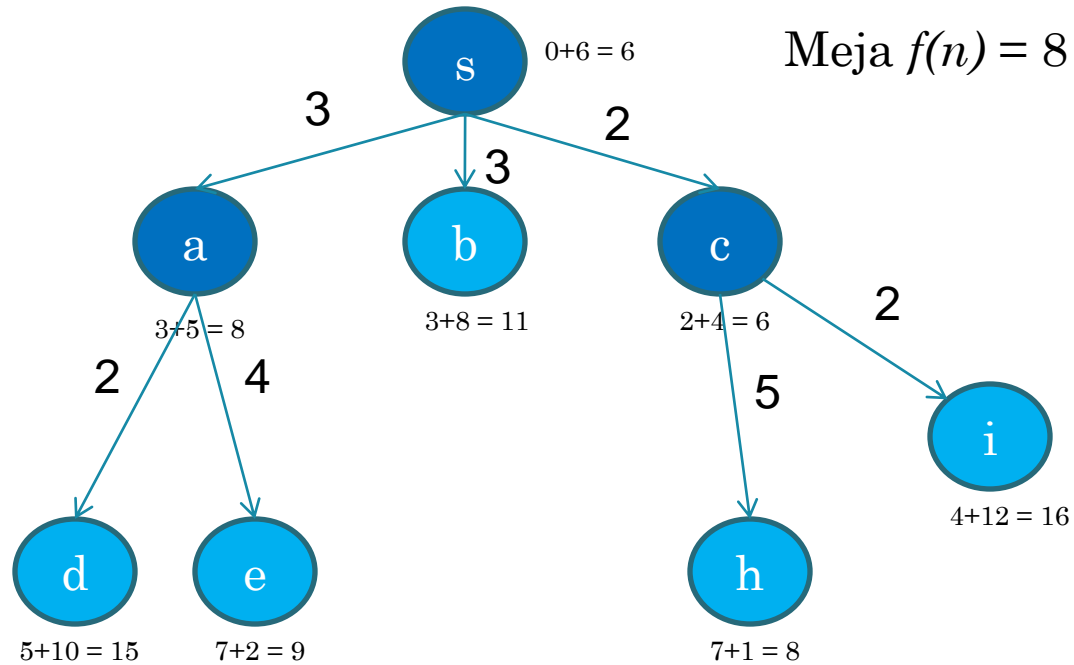 s
0+6 = 6
Meja f(n) = 8
3
3
2
a
b
c
3+5 = 8
3+8 = 11
2+4 = 6
2
4
5
2
i
4+12 = 16
d
e
h
5+10 = 15
7+2 = 9
7+1 = 8